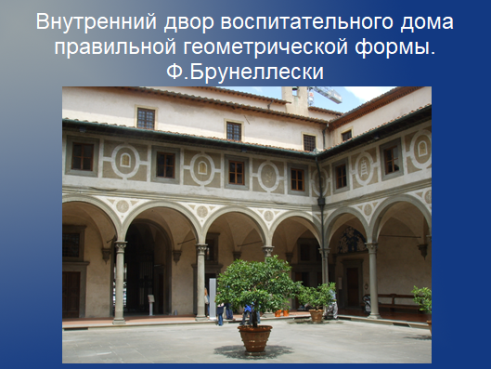 Внутренний двор воспитательного дома
правильной геометрической формы.
Ф.Брунеллески